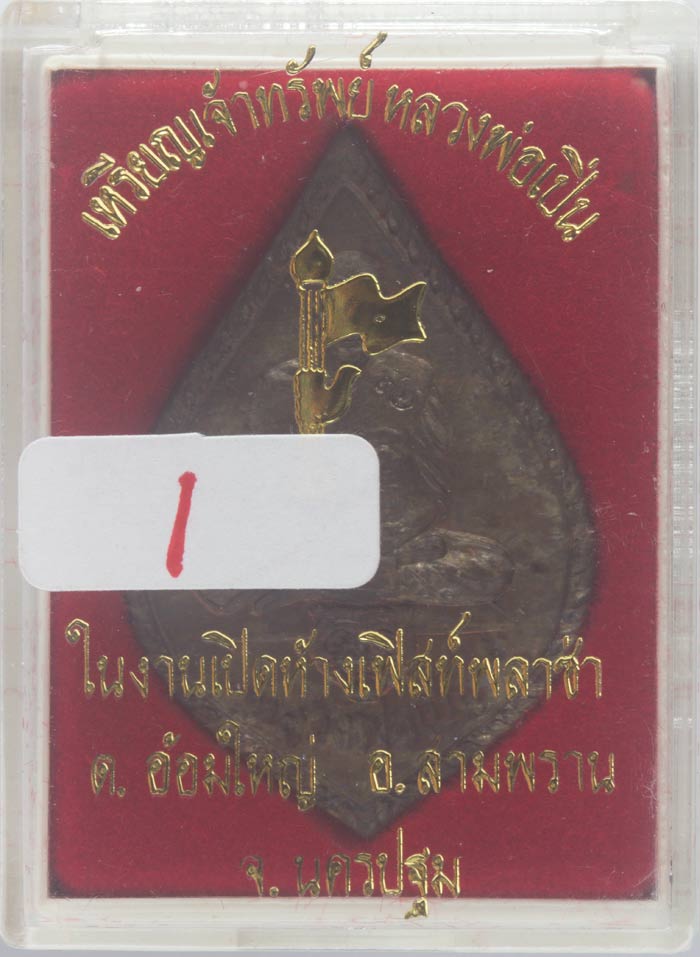 เหรียญเจ้าทรัพย์ หลวงพ่อเปิ่น
1
ในงานเปิดห้างเฟิสท์พลาซ่า
ต. อ้อมใหญ่ อ. สามพราน
จ. นครปฐม